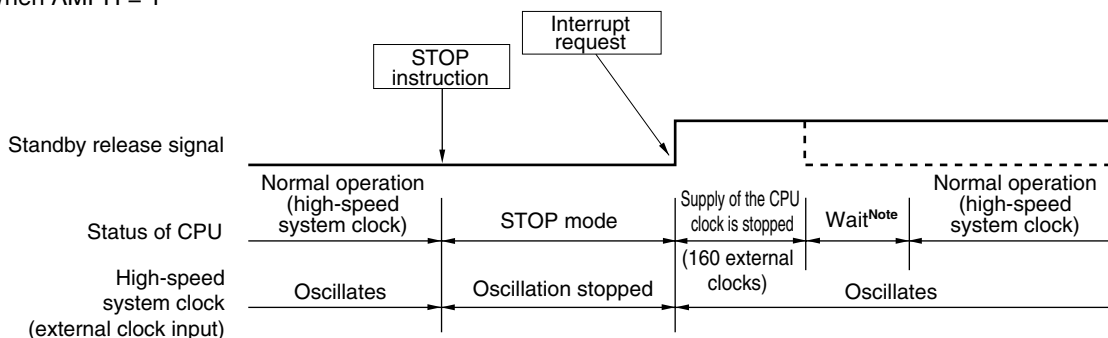 when AMPH = 1
Interrupt
request
STOP
instruction
Standby release signal
Normal operation
(high-speed
system clock)
Status of CPU
STOP mode
Supply of the CPU
clock is stopped
(160 external
clocks)
WaitNote
Normal operation
(high-speed
system clock)
High-speed
system clock
(external clock input)
Oscillates
Oscillation stopped
Oscillates